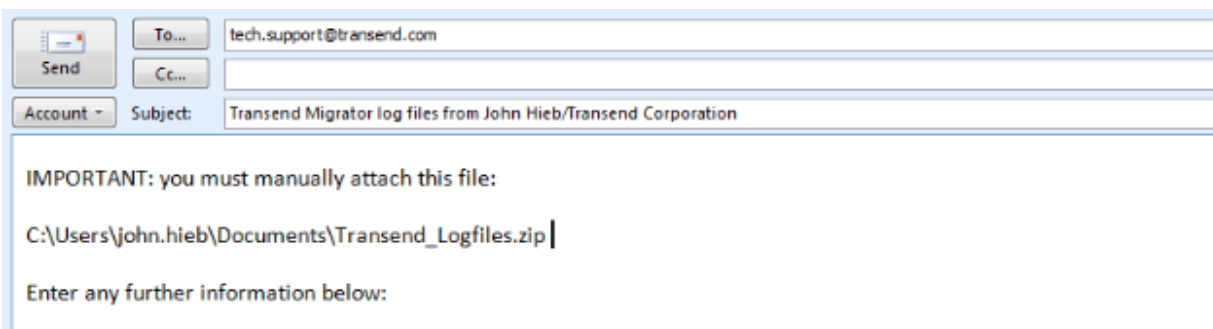 To...
tech.support@transend.com
Send
Cc...
Account
Subject:
Transend Migrator log files from John Hieb/Transend Corporation
IMPORTANT: you must manually attach this file:
C:\Users\john.hieb\Documents\Transend_Logfiles.zip
Enter any further information below: